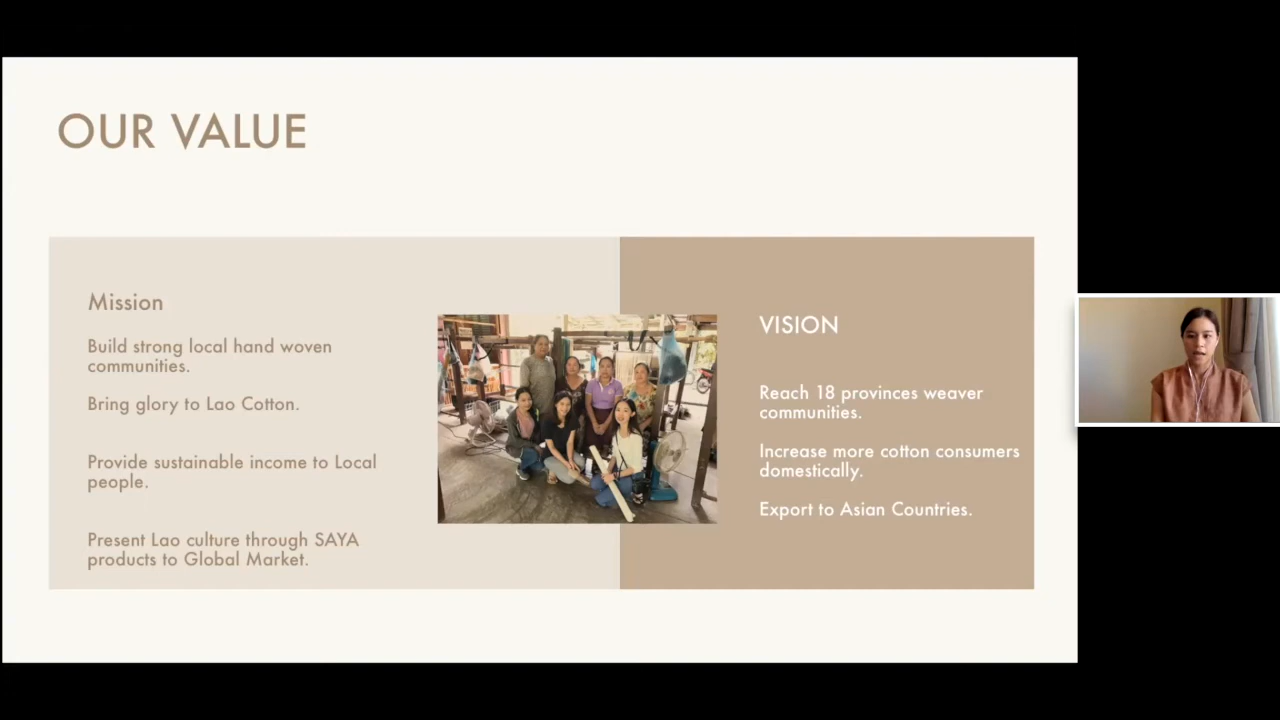 OUR VALUE
Mission
Build strong local hand woven
communities.
Bring glory to Lao Cotton.
Provide sustainable income to Local
people.
Present Lao culture through SAYA
products to Global Market.
VISION
Reach 18 provinces weaver
communities.
Increase more cotton consumers
domestically.
Export to Asian Countries.